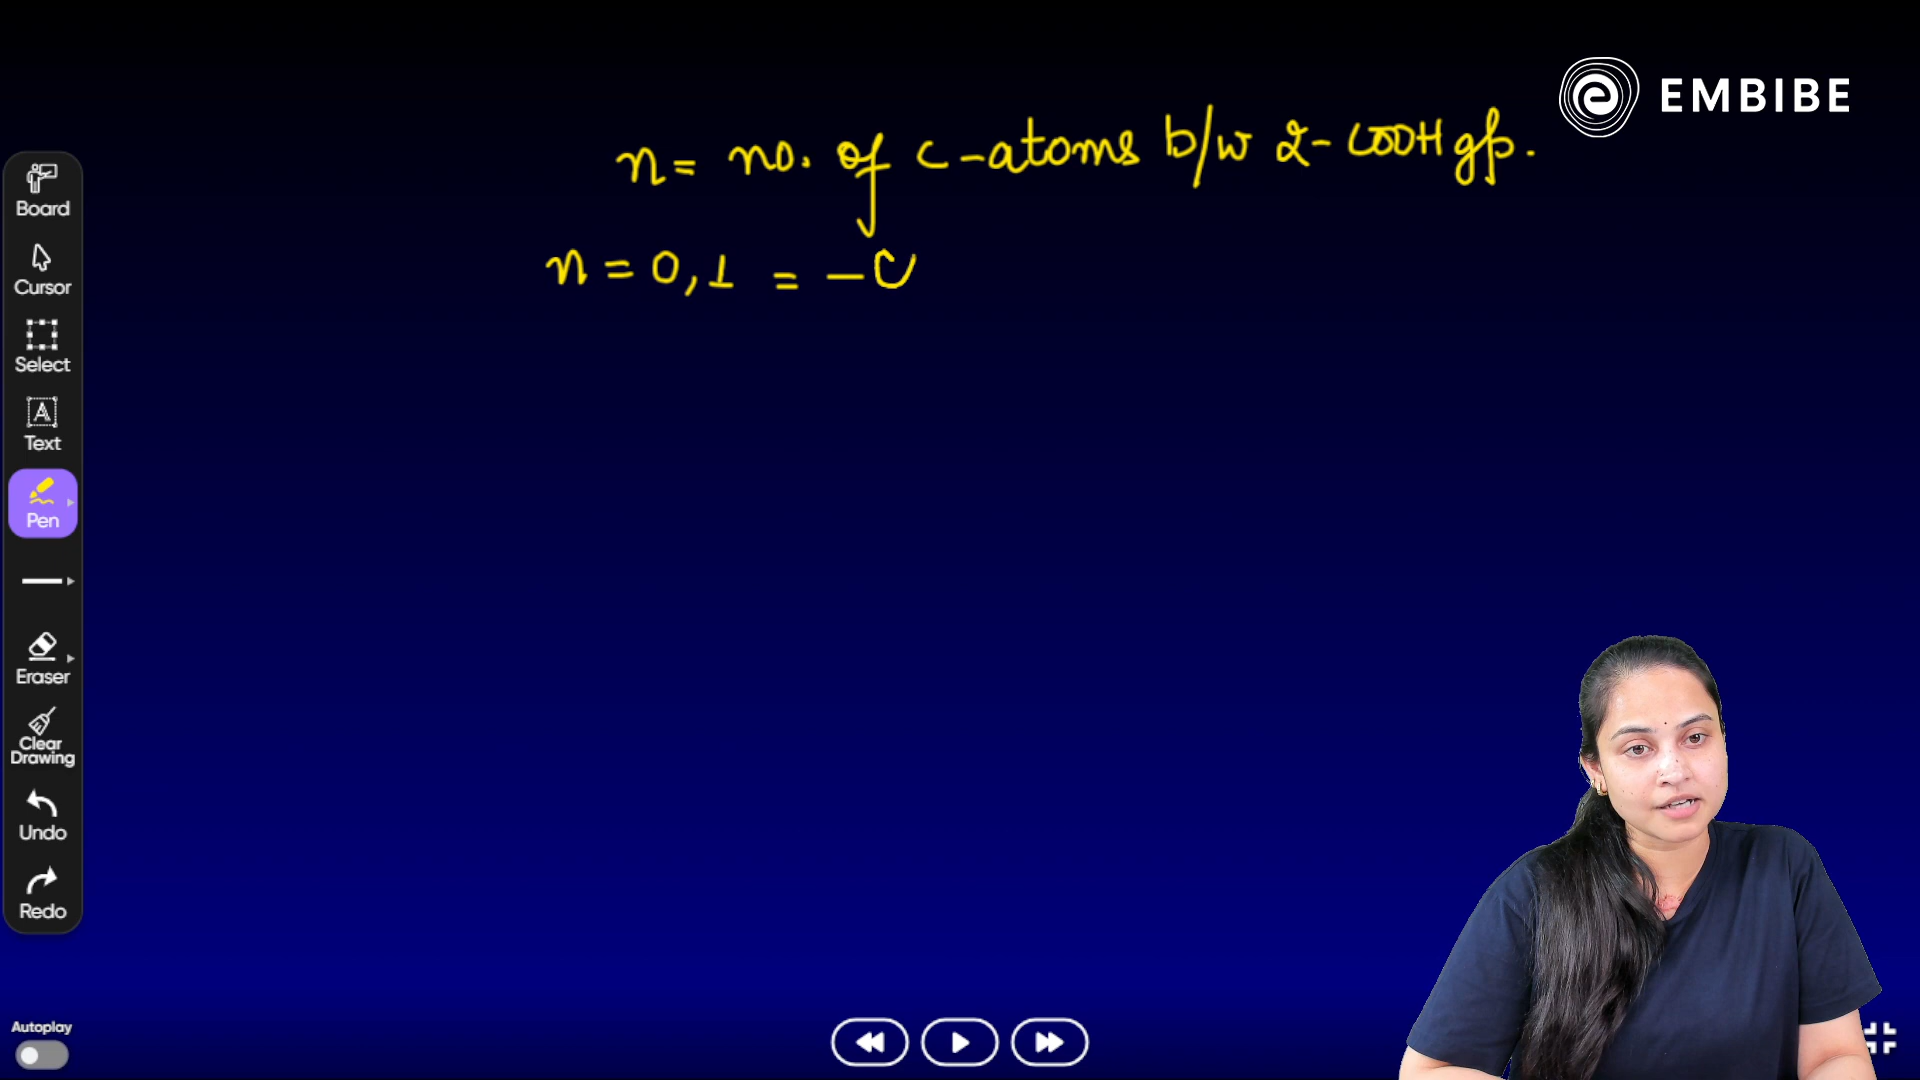 EMBIBE
n = no. of c-atoms b/w 2-COOH gp.
n = 0, 1 = -C
Board
Cursor
Select
Text
Pen
Eraser
Clear
Drawing
Undo
Redo
Autoplay